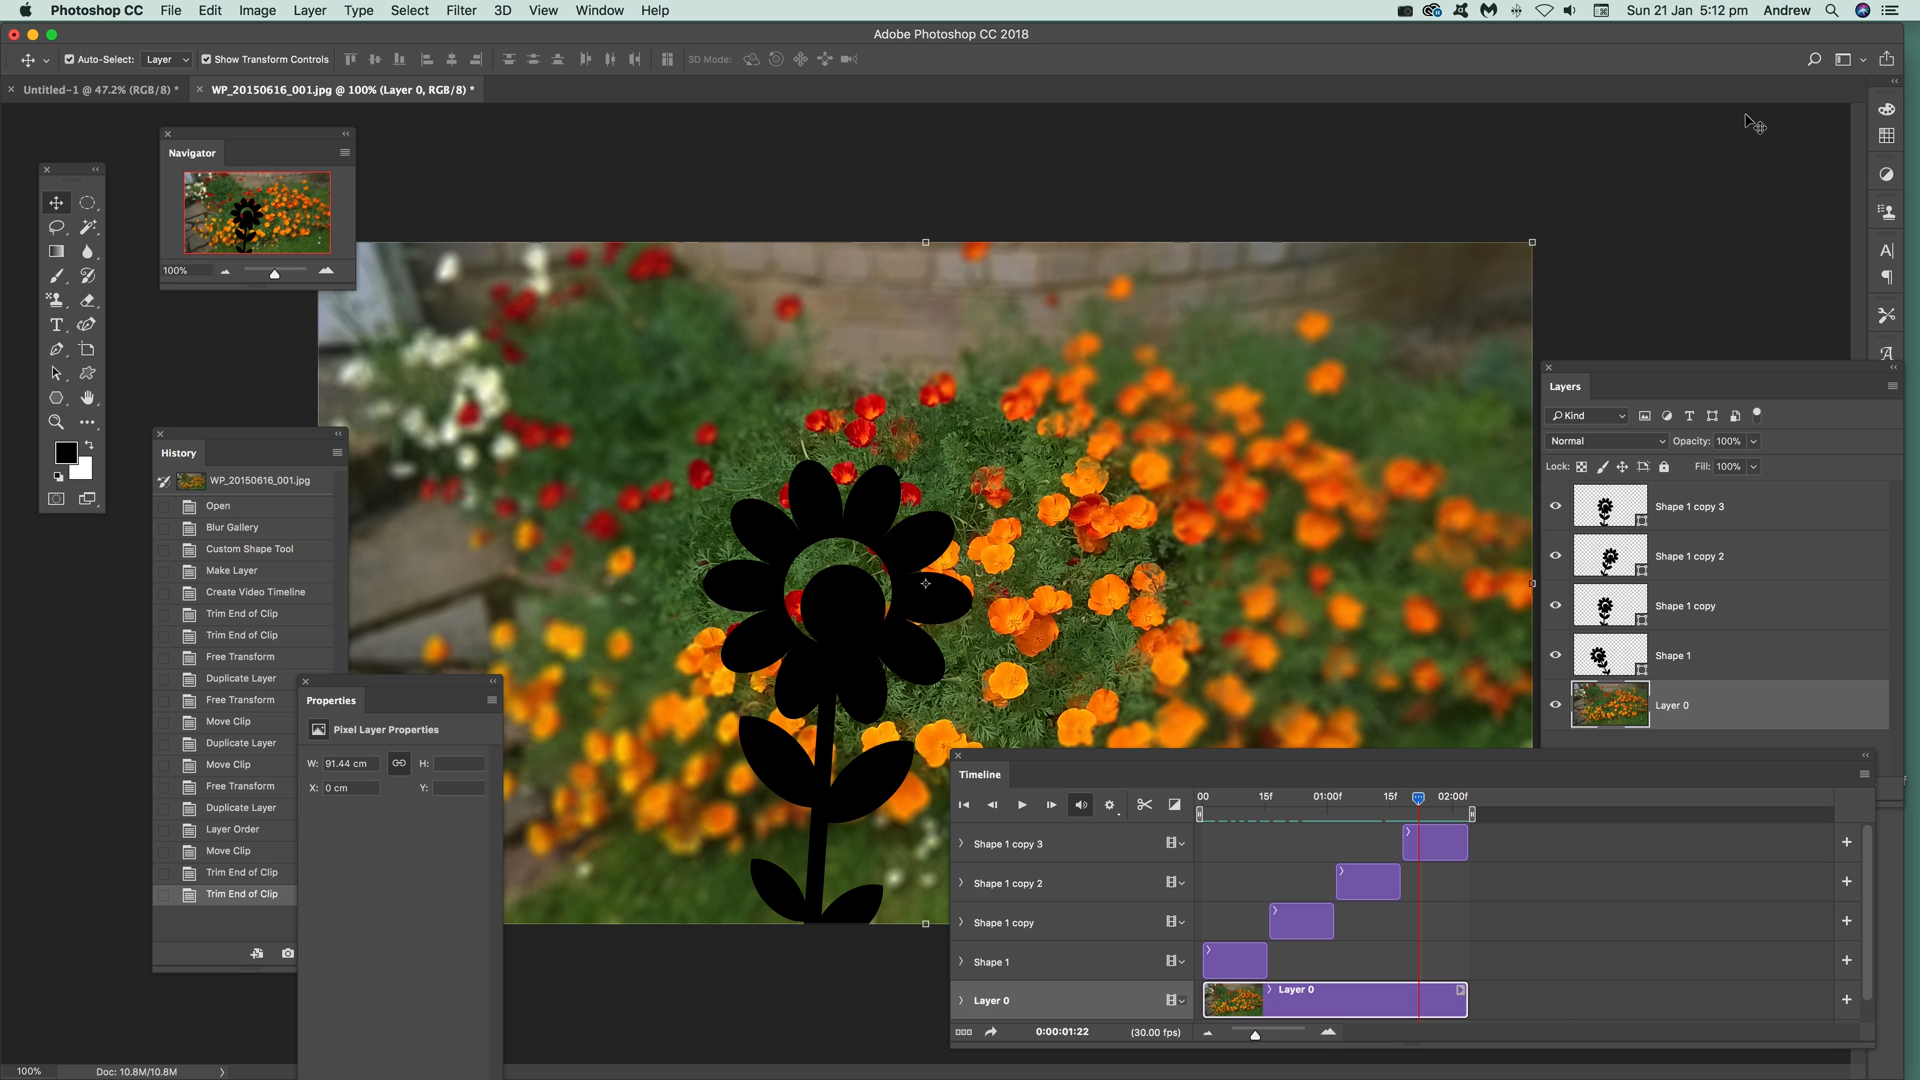 Photoshop CC File Edit Image Layer Type Select Filter 3D View Window Help Sun 21 Jan 5:12 pm Andrew
Adobe Photoshop CC 2018
Auto-Select: Layer Show Transform Controls 3D Mode:
Untitled-1 @ 47.2% (RGB/8) * WP_20150616_001.jpg @ 100% (Layer 0, RGB/8) *
Navigator
100%
History
WP_20150616_001.jpg
Open
Blur Gallery
Custom Shape Tool
Make Layer
Create Video Timeline
Trim End of Clip
Trim End of Clip
Free Transform
Duplicate Layer
Free Transform
Move Clip
Duplicate Layer
Move Clip
Free Transform
Duplicate Layer
Layer Order
Move Clip
Trim End of Clip
Trim End of Clip
Properties
Pixel Layer Properties
W: 91.44 cm H:
X: 0 cm Y:
Layers
Kind
Normal Opacity: 100%
Lock: Fill: 100%
Shape 1 copy 3
Shape 1 copy 2
Shape 1 copy
Shape 1
Layer 0
Timeline
00 15f 01:00f 15f 02:00f
Shape 1 copy 3
Shape 1 copy 2
Shape 1 copy
Shape 1
Layer 0 Layer 0
0:00:01:22 (30.00 fps)
100% Doc: 10.8M/10.8M